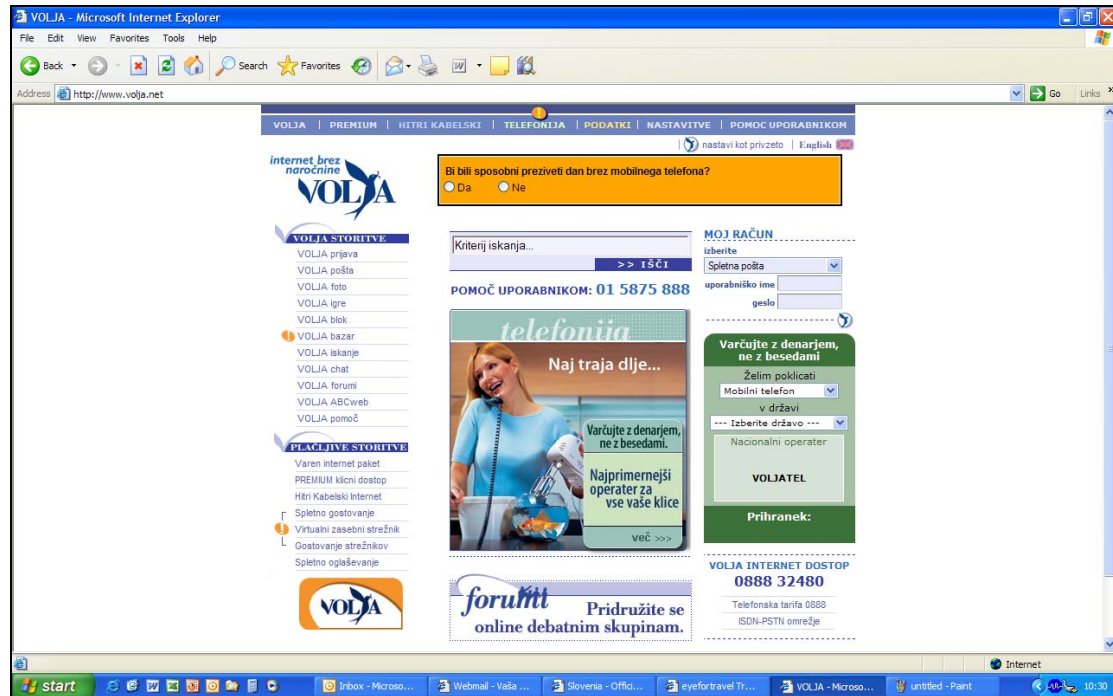 VOLJA - Microsoft Internet Explorer
File Edit View Favorites Tools Help
Back Search Favorites
Address http://www.volja.net Go Links »
VOLJA | PREMIUM | HITRI KABELSKI | TELEFONIJA | PODATKI | NASTAVITVE | POMOC UPORABNIKOM
| nastavi kot privzeto | English
internet brez
naročnine
VOLJA
Bi bili sposobni preziveti dan brez mobilnega telefona?
Da Ne
VOLJA STORITVE
VOLJA prijava
VOLJA pošta
VOLJA foto
VOLJA igre
VOLJA blok
VOLJA bazar
VOLJA iskanje
VOLJA chat
VOLJA forumi
VOLJA ABCweb
VOLJA pomoč
PLAČLJIVE STORITVE
Varen internet paket
PREMIUM klicni dostop
Hitri Kabelski Internet
Spletno gostovanje
Virtualni zasebni strežnik
Gostovanje strežnikov
Spletno oglaševanje
VOLJA
Kriterij iskanja...
>> IŠČI
POMOČ UPORABNIKOM: 01 5875 888
telefonija
Naj traja dlje...
Varčujte z denarjem,
ne z besedami.
Najprimernejši
operater za
vse vaše klice
več >>>
forumi
Pridružite se
online debatnim skupinam.
MOJ RAČUN
izberite
Spletna pošta
uporabniško ime
geslo
Varčujte z denarjem,
ne z besedami
Želim poklicati
Mobilni telefon
v državi
--- Izberite državo ---
Nacionalni operater
VOLJATEL
Prihranek:
VOLJA INTERNET DOSTOP
0888 32480
Telefonska tarifa 0888
ISDN-PSTN omrežje
Internet
start Inbox - Microso... Webmail - Vaša ... Slovenia - Offici... eyefortravel Tr... VOLJA - Microso... untitled - Paint 10:30